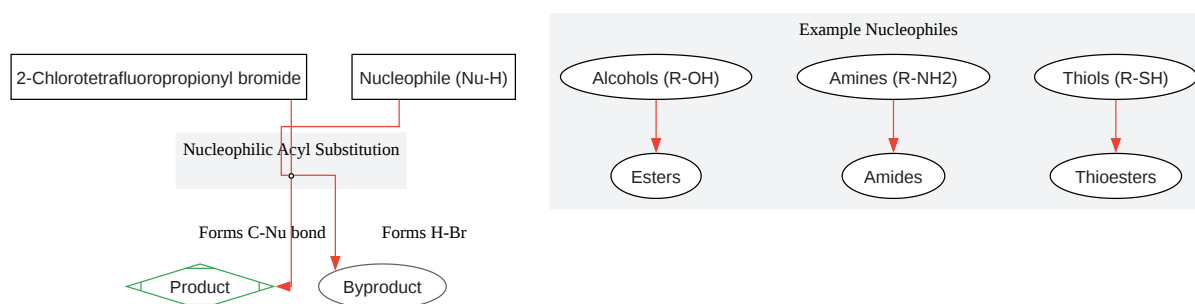 Example Nucleophiles
2-Chlorotetrafluoropropionyl bromide
Nucleophile (Nu-H)
Alcohols (R-OH)
Amines (R-NH2)
Thiols (R-SH)
Nucleophilic Acyl Substitution
Esters
Amides
Thioesters
Forms C-Nu bond
Forms H-Br
Product
Byproduct